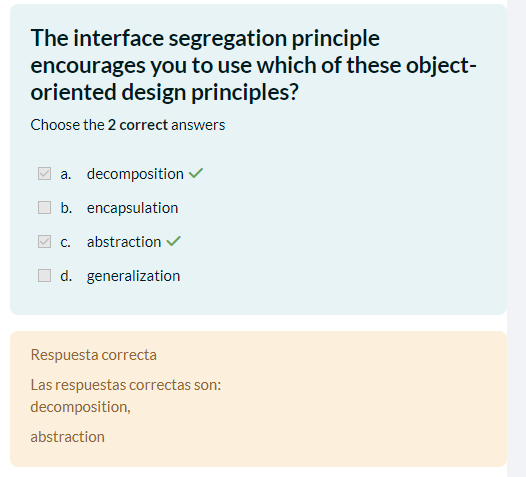 The interface segregation principle
encourages you to use which of these object-
oriented design principles?
Choose the 2 correct answers
a. decomposition
b. encapsulation
c. abstraction
d. generalization
Respuesta correcta
Las respuestas correctas son:
decomposition,
abstraction